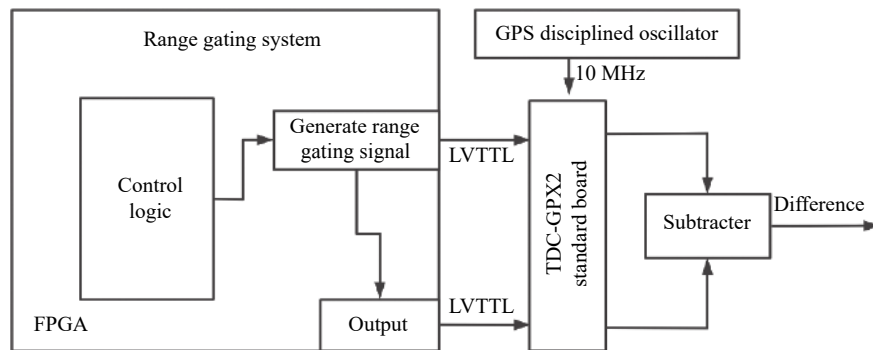 Range gating system
GPS disciplined oscillator
10 MHz
Generate range
gating signal
LVTTL
Control
logic
TDC-GPX2
standard board
Subtracter
Difference
FPGA
Output
LVTTL